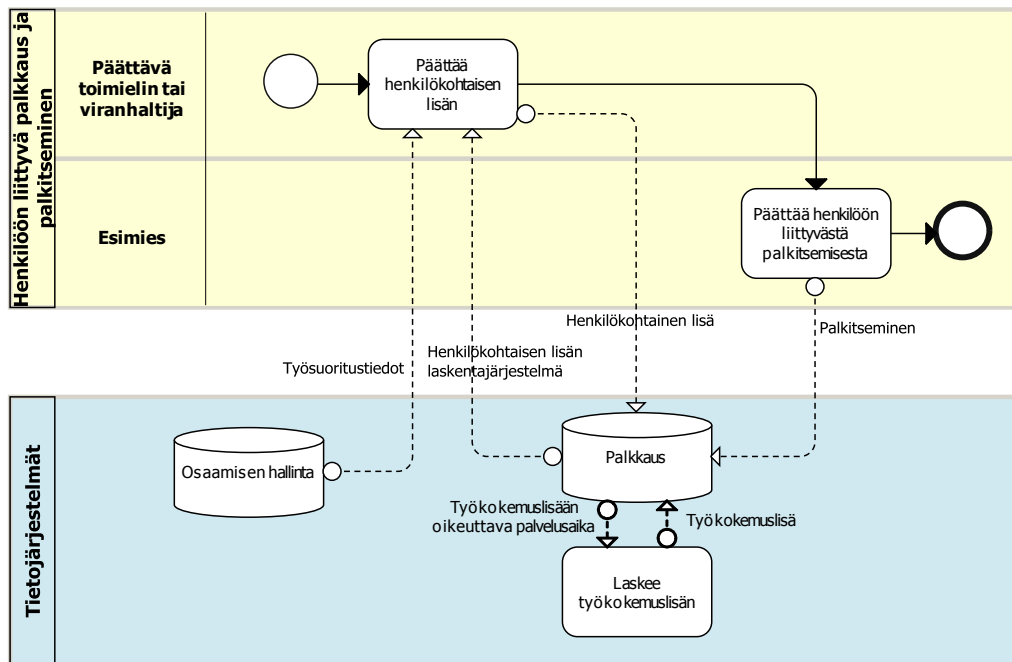 Henkilöön liittyvä palkkaus ja
palkitseminen
Päättävä
toimielin tai
viranhaltija
Päättää
henkilökohtaisen
lisän
Esimies
Päättää henkilöön
liittyvästä
palkitsemisesta
Henkilökohtainen lisä
Palkitseminen
Työsuoritustiedot
Henkilökohtaisen lisän
laskentajärjestelmä
Tietojärjestelmät
Osaamisen hallinta
Palkkaus
Työkokemuslisään
oikeuttava palvelusaika
Työkokemuslisä
Laskee
työkokemuslisän